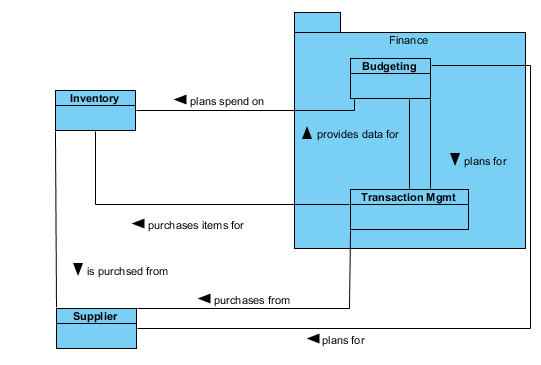 Finance
Budgeting
Inventory
plans spend on
provides data for
plans for
Transaction Mgmt
purchases items for
is purchsed from
purchases from
Supplier
plans for